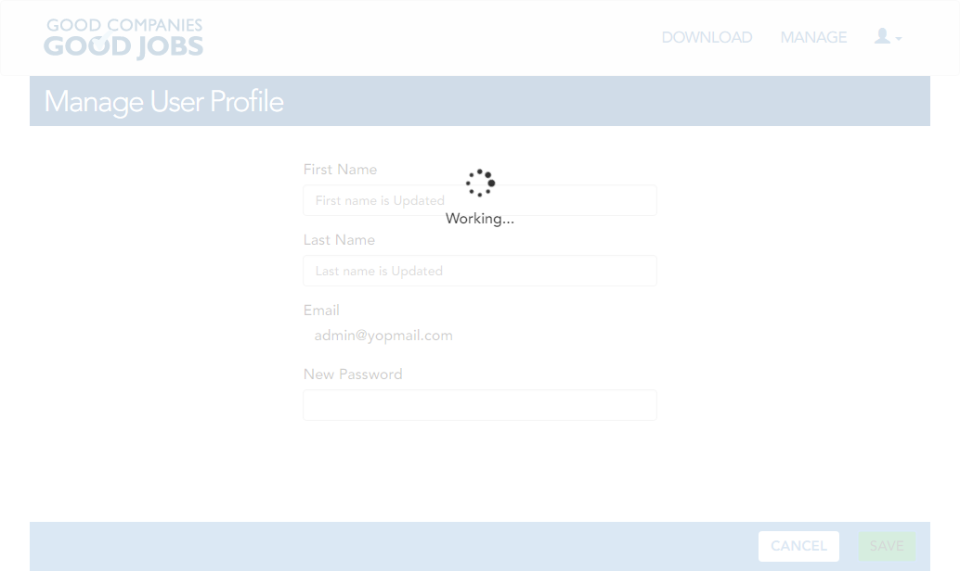 GOOD COMPANIES
GOOD JOBS
DOWNLOAD MANAGE
Manage User Profile
First Name
First name is Updated
Working...
Last Name
Last name is Updated
Email
admin@yopmail.com
New Password
CANCEL SAVE